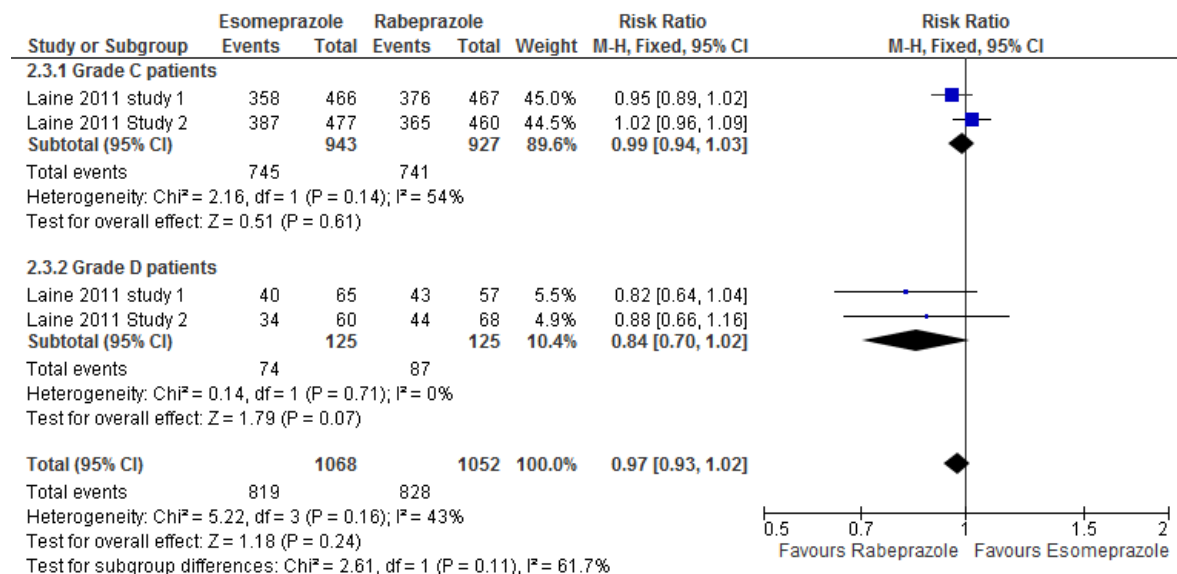 Esomeprazole Rabeprazole Risk Ratio Risk Ratio
Study or Subgroup Events Total Events Total Weight M-H, Fixed, 95% CI M-H, Fixed, 95% CI
2.3.1 Grade C patients
Laine 2011 study 1 358 466 376 467 45.0% 0.95 [0.89, 1.02]
Laine 2011 Study 2 387 477 365 460 44.5% 1.02 [0.96, 1.09]
Subtotal (95% CI) 943 927 89.6% 0.99 [0.94, 1.03]
Total events 745 741
Heterogeneity: Chi² = 2.16, df = 1 (P = 0.14); I² = 54%
Test for overall effect: Z = 0.51 (P = 0.61)
2.3.2 Grade D patients
Laine 2011 study 1 40 65 43 57 5.5% 0.82 [0.64, 1.04]
Laine 2011 Study 2 34 60 44 68 4.9% 0.88 [0.66, 1.16]
Subtotal (95% CI) 125 125 10.4% 0.84 [0.70, 1.02]
Total events 74 87
Heterogeneity: Chi² = 0.14, df = 1 (P = 0.71); I² = 0%
Test for overall effect: Z = 1.79 (P = 0.07)
Total (95% CI) 1068 1052 100.0% 0.97 [0.93, 1.02]
Total events 819 828
Heterogeneity: Chi² = 5.22, df = 3 (P = 0.16); I² = 43%
Test for overall effect: Z = 1.18 (P = 0.24)
Test for subgroup differences: Chi² = 2.61, df = 1 (P = 0.11), I² = 61.7%
0.5 0.7 1 1.5 2
Favours Rabeprazole Favours Esomeprazole